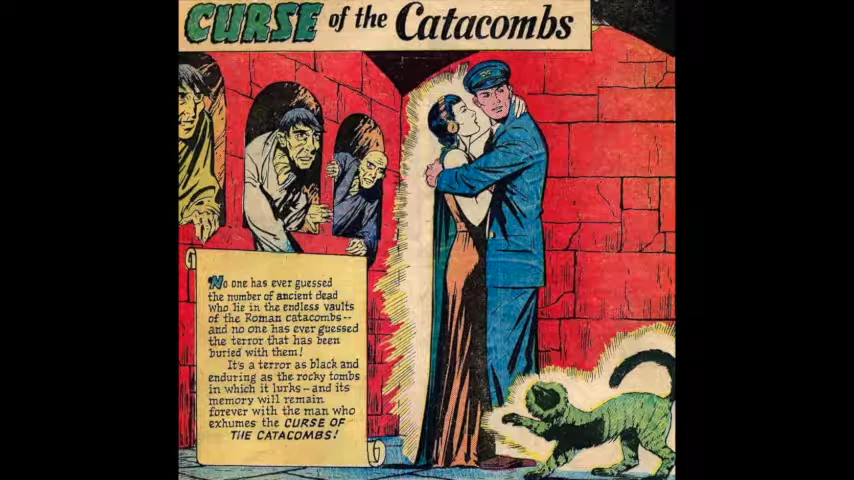 CURSE of the Catacombs
No one has ever guessed
the number of ancient dead
who lie in the endless vaults
of the Roman catacombs--
and no one has ever guessed
the terror that has been
buried with them!
It's a terror as black and
enduring as the rocky tombs
in which it lurks--and its
memory will remain
forever with the man who
exhumes the CURSE OF
THE CATACOMBS!